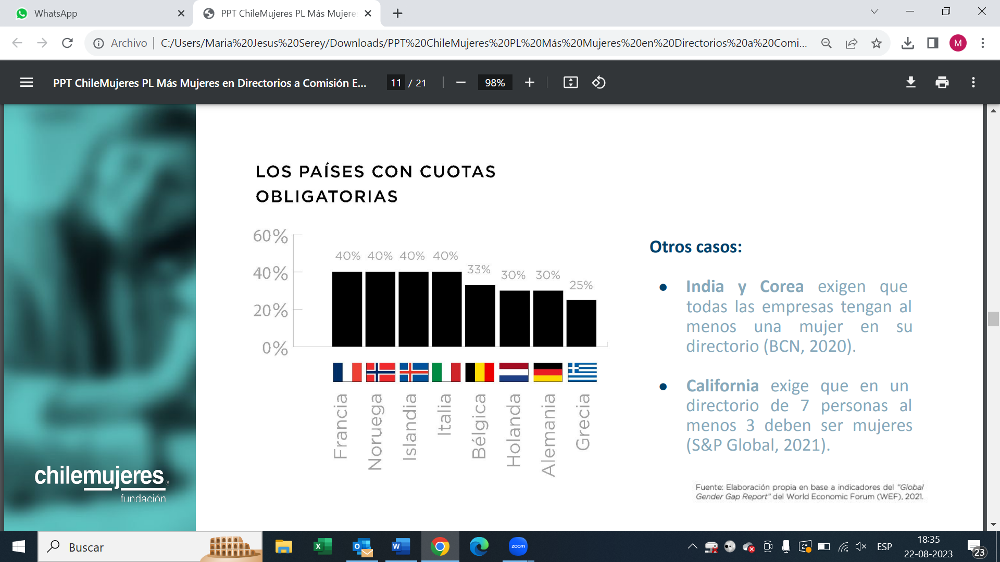 WhatsApp
PPT ChileMujeres PL Más Mujere
Archivo
C:/Users/Maria%20Jesus%20Serey/Downloads/PPT%20ChileMujeres%20PL%20Más%20Mujeres%20en%20Directorios%20a%20Comi...
M
PPT ChileMujeres PL Más Mujeres en Directorios a Comisión E...
11 / 21
98%
LOS PAÍSES CON CUOTAS
OBLIGATORIAS
60%
40%
20%
0%
40% 40% 40% 40% 33% 30% 30% 25%
Francia
Noruega
Islandia
Italia
Bélgica
Holanda
Alemania
Grecia
Otros casos:
● India y Corea exigen que
todas las empresas tengan al
menos una mujer en su
directorio (BCN, 2020).
● California exige que en un
directorio de 7 personas al
menos 3 deben ser mujeres
(S&P Global, 2021).
Fuente: Elaboración propia en base a indicadores del "Global
Gender Gap Report" del World Economic Forum (WEF), 2021.
chilemujeres®
fundación
Buscar
zoom
ESP
18:35
22-08-2023
23